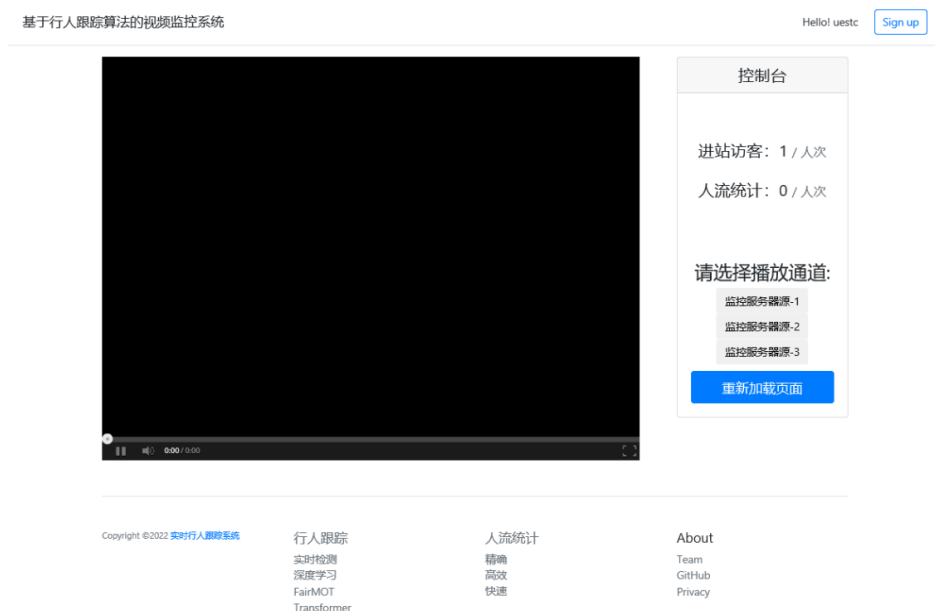 基于行人跟踪算法的视频监控系统
Hello! uestc
Sign up
控制台
进站访客：1 / 人次
人流统计：0 / 人次
请选择播放通道:
监控服务器源-1
监控服务器源-2
监控服务器源-3
重新加载页面
0:00 / 0:00
Copyright ©2022 实时行人跟踪系统
行人跟踪
实时检测
深度学习
FairMOT
Transformer
人流统计
精确
高效
快速
About
Team
GitHub
Privacy